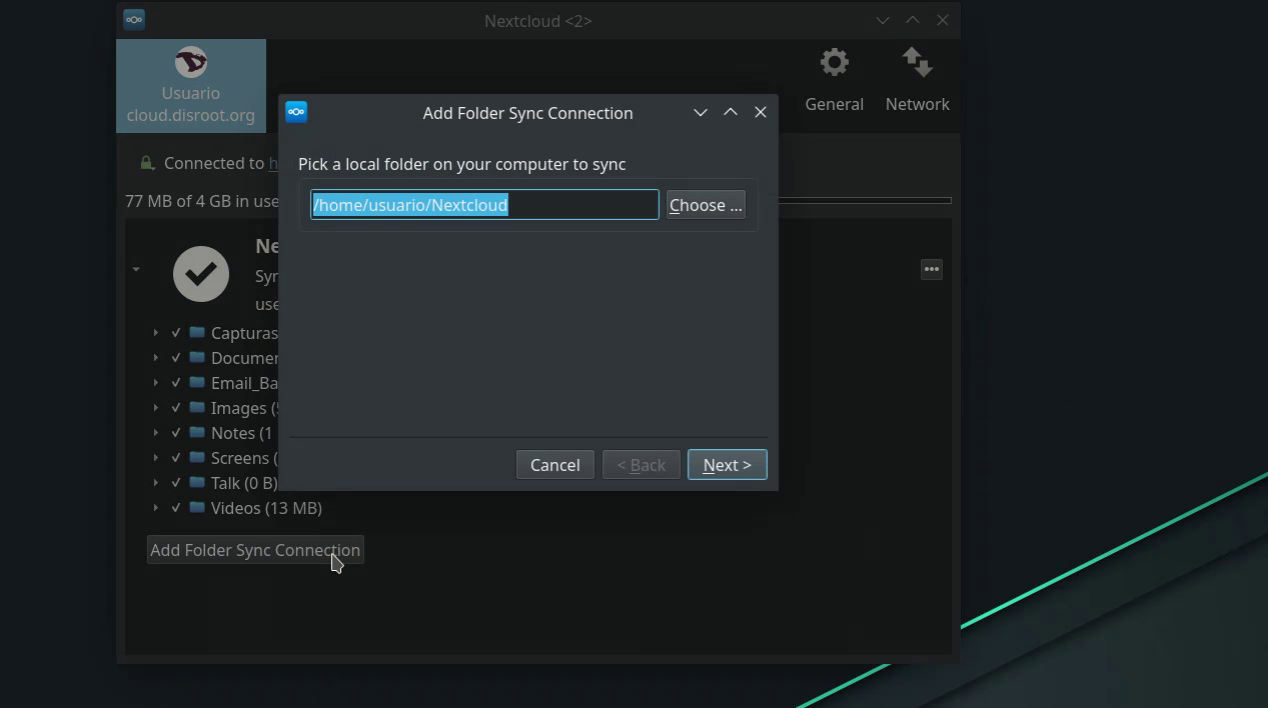 Nextcloud <2>
Usuario
cloud.disroot.org
General
Network
Add Folder Sync Connection
Connected to h
Pick a local folder on your computer to sync
77 MB of 4 GB in use
/home/usuario/Nextcloud
Choose ...
Ne
Syn
use
Capturas
Documen
Email_Ba
Images (5
Notes (1
Screens (
Talk (0 B)
Videos (13 MB)
Cancel
< Back
Next >
Add Folder Sync Connection